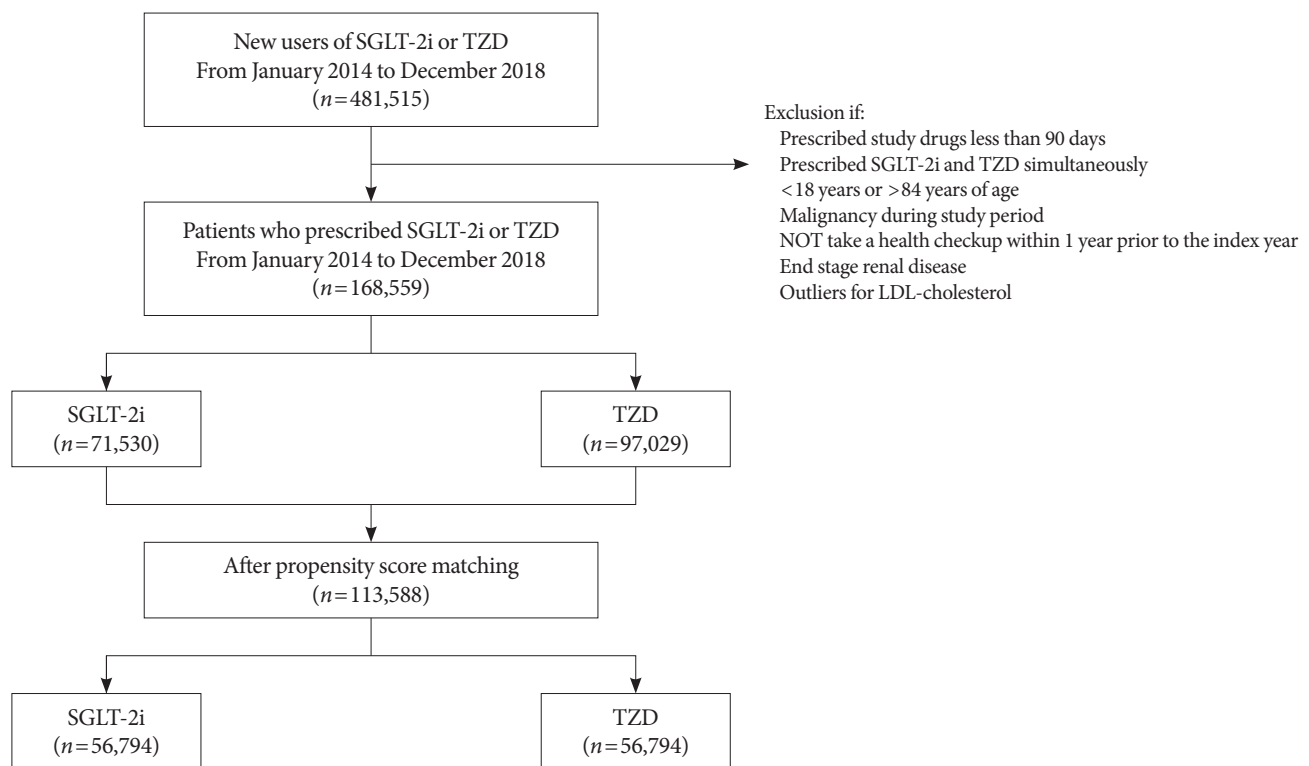 New users of SGLT-2i or TZD
From January 2014 to December 2018
(n=481,515)
Exclusion if:
Prescribed study drugs less than 90 days
Prescribed SGLT-2i and TZD simultaneously
<18 years or >84 years of age
Malignancy during study period
NOT take a health checkup within 1 year prior to the index year
End stage renal disease
Outliers for LDL-cholesterol
Patients who prescribed SGLT-2i or TZD
From January 2014 to December 2018
(n=168,559)
SGLT-2i
(n=71,530)
TZD
(n=97,029)
After propensity score matching
(n=113,588)
SGLT-2i
(n=56,794)
TZD
(n=56,794)